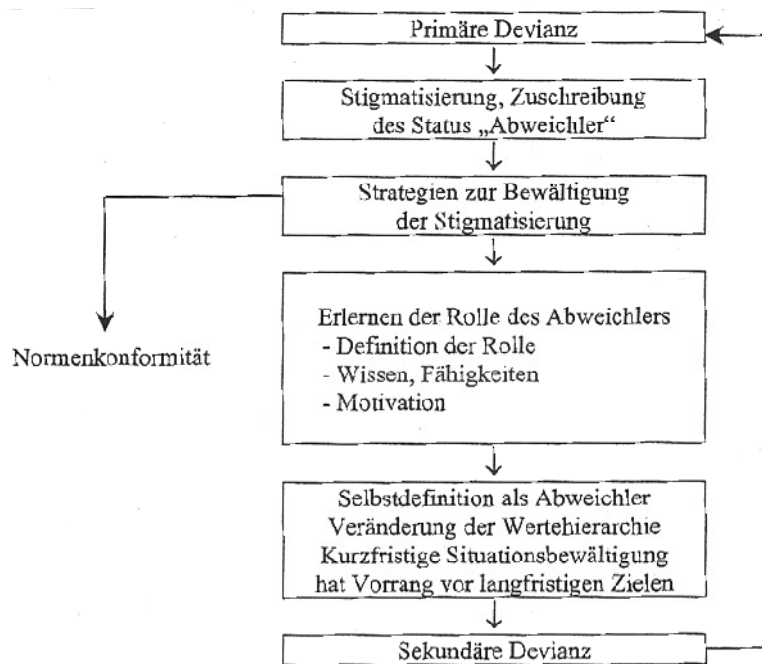 Primäre Devianz
Stigmatisierung, Zuschreibung
des Status „Abweichler“
Strategien zur Bewältigung
der Stigmatisierung
Erlernen der Rolle des Abweichlers
- Definition der Rolle
- Wissen, Fähigkeiten
- Motivation
Normenkonformität
Selbstdefinition als Abweichler
Veränderung der Wertehierarchie
Kurzfristige Situationsbewältigung
hat Vorrang vor langfristigen Zielen
Sekundäre Devianz